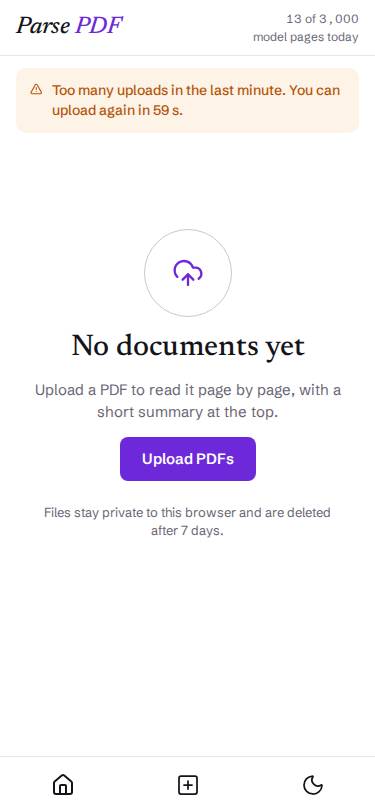 Parse PDF
13 of 3,000
model pages today
Too many uploads in the last minute. You can
upload again in 59 s.
No documents yet
Upload a PDF to read it page by page, with a
short summary at the top.
Upload PDFs
Files stay private to this browser and are deleted
after 7 days.